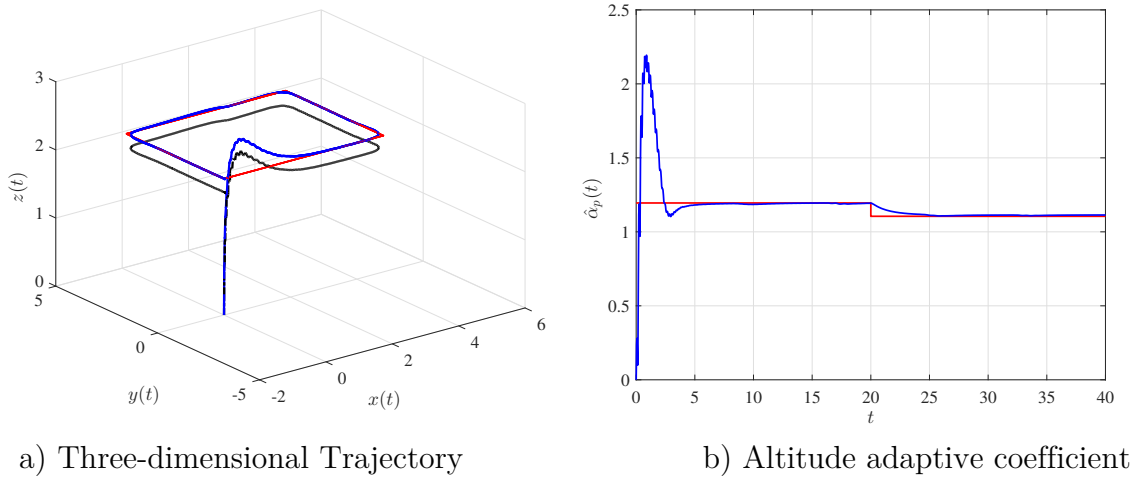 3
2
1
0
z(t)
5
0
-5
y(t)
-2
0
2
4
6
x(t)
a) Three-dimensional Trajectory
2.5
2
1.5
1
0.5
0
α̂_p(t)
0 5 10 15 20 25 30 35 40
t
b) Altitude adaptive coefficient